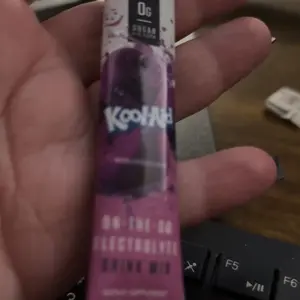 0G
SUGAR
Kool-Aid
ON-THE-GO
ELECTROLYTE
DRINK MIX
F5
F6